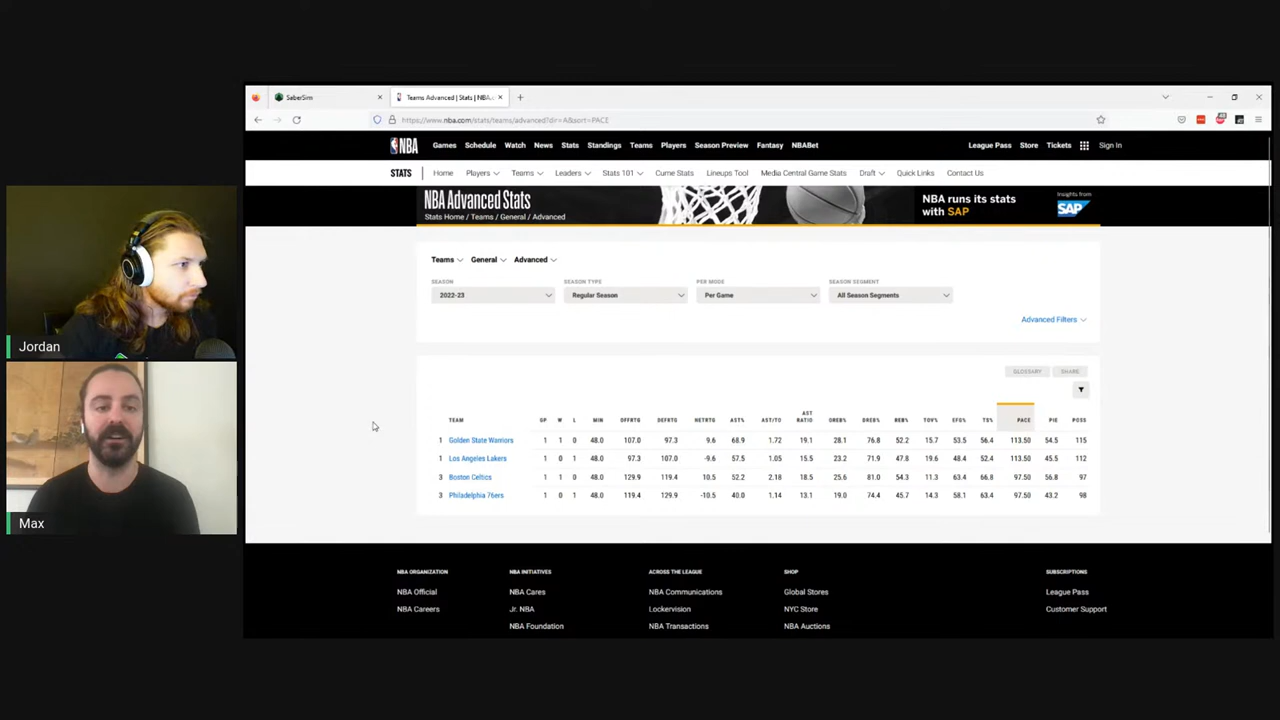 SaberSim
Teams Advanced | Stats | NBA.c
https://www.nba.com/stats/teams/advanced?dir=A&sort=PACE
NBA Games Schedule Watch News Stats Standings Teams Players Season Preview Fantasy NBABet League Pass Store Tickets Sign In
STATS Home Players Teams Leaders Stats 101 Cume Stats Lineups Tool Media Central Game Stats Draft Quick Links Contact Us
NBA Advanced Stats
Stats Home / Teams / General / Advanced
NBA runs its stats
with SAP
Insights from
SAP
Teams General Advanced
SEASON SEASON TYPE PER MODE SEASON SEGMENT
2022-23 Regular Season Per Game All Season Segments
Advanced Filters
GLOSSARY SHARE
TEAM GP W L MIN OFFRTG DEFRTG NETRTG AST% AST/TO AST RATIO OREB% DREB% REB% TOV% EFG% TS% PACE PIE POSS
1 Golden State Warriors 1 1 0 48.0 107.0 97.3 9.6 68.9 1.72 19.1 28.1 76.8 52.2 15.7 53.5 56.4 113.50 54.5 115
1 Los Angeles Lakers 1 0 1 48.0 97.3 107.0 -9.6 57.5 1.05 15.5 23.2 71.9 47.8 19.6 48.4 52.4 113.50 45.5 112
3 Boston Celtics 1 1 0 48.0 129.9 119.4 10.5 52.2 2.18 18.5 25.6 81.0 54.3 11.3 63.4 66.8 97.50 56.8 97
3 Philadelphia 76ers 1 0 1 48.0 119.4 129.9 -10.5 40.0 1.14 13.1 19.0 74.4 45.7 14.3 58.1 63.4 97.50 43.2 98
NBA ORGANIZATION NBA INITIATIVES ACROSS THE LEAGUE SHOP SUBSCRIPTIONS
NBA Official NBA Cares NBA Communications Global Stores League Pass
NBA Careers Jr. NBA Lockervision NYC Store Customer Support
NBA Foundation NBA Transactions NBA Auctions
Jordan
Max